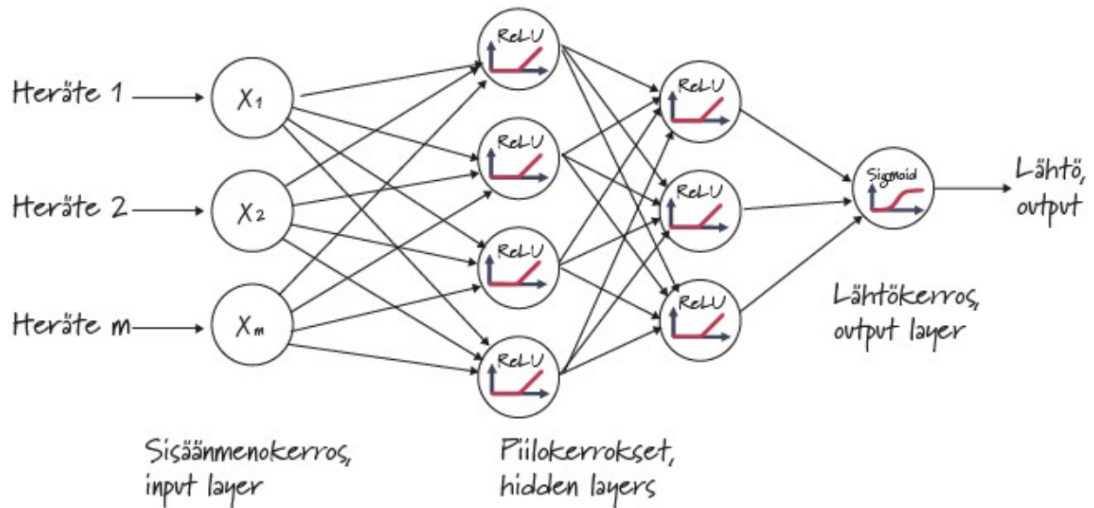 Heräte 1
Heräte 2
Heräte m
X1
X2
Xm
Sisäänmenokerros,
input layer
ReLU
ReLU
ReLU
ReLU
Piilokerrokset,
hidden layers
ReLU
ReLU
ReLU
Sigmoid
Lähtökerros,
output layer
Lähtö,
output